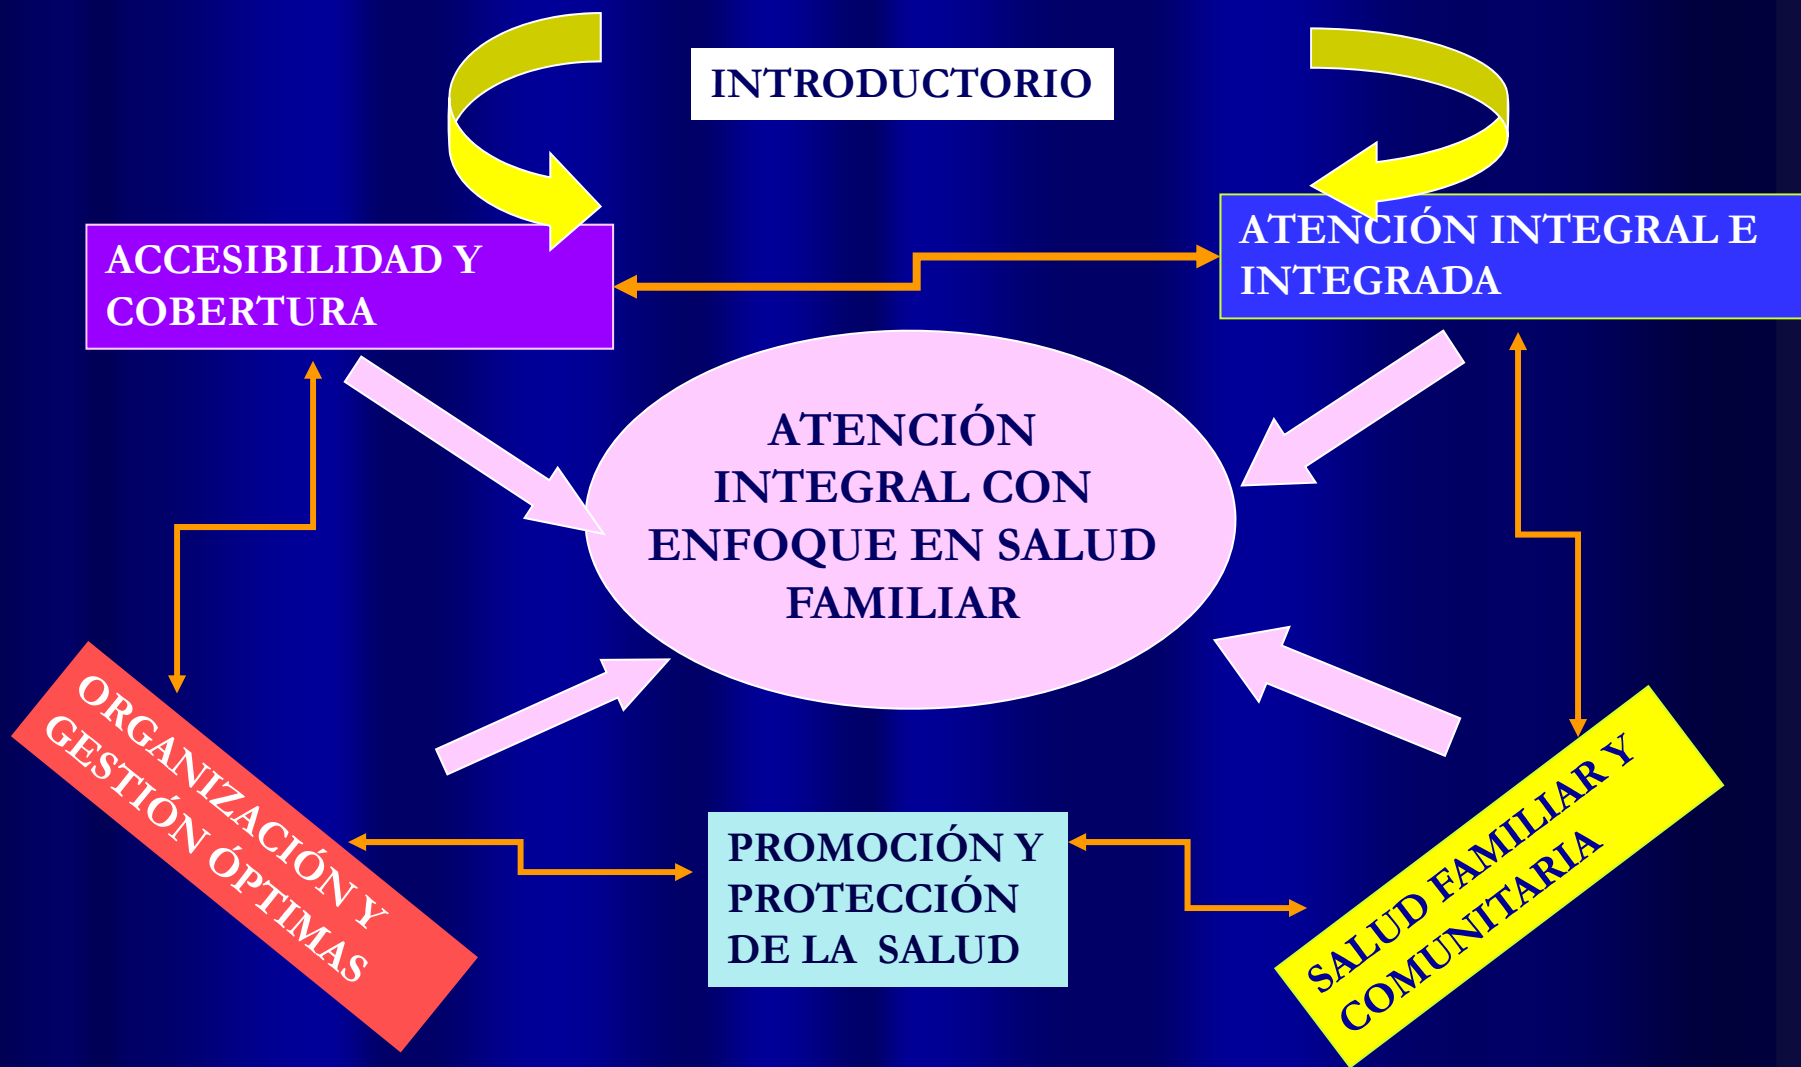 INTRODUCTORIO
ACCESIBILIDAD Y
COBERTURA
ATENCIÓN INTEGRAL E
INTEGRADA
ATENCIÓN
INTEGRAL CON
ENFOQUE EN SALUD
FAMILIAR
ORGANIZACIÓN Y
GESTIÓN ÓPTIMAS
PROMOCIÓN Y
PROTECCIÓN
DE LA SALUD
SALUD FAMILIAR Y
COMUNITARIA